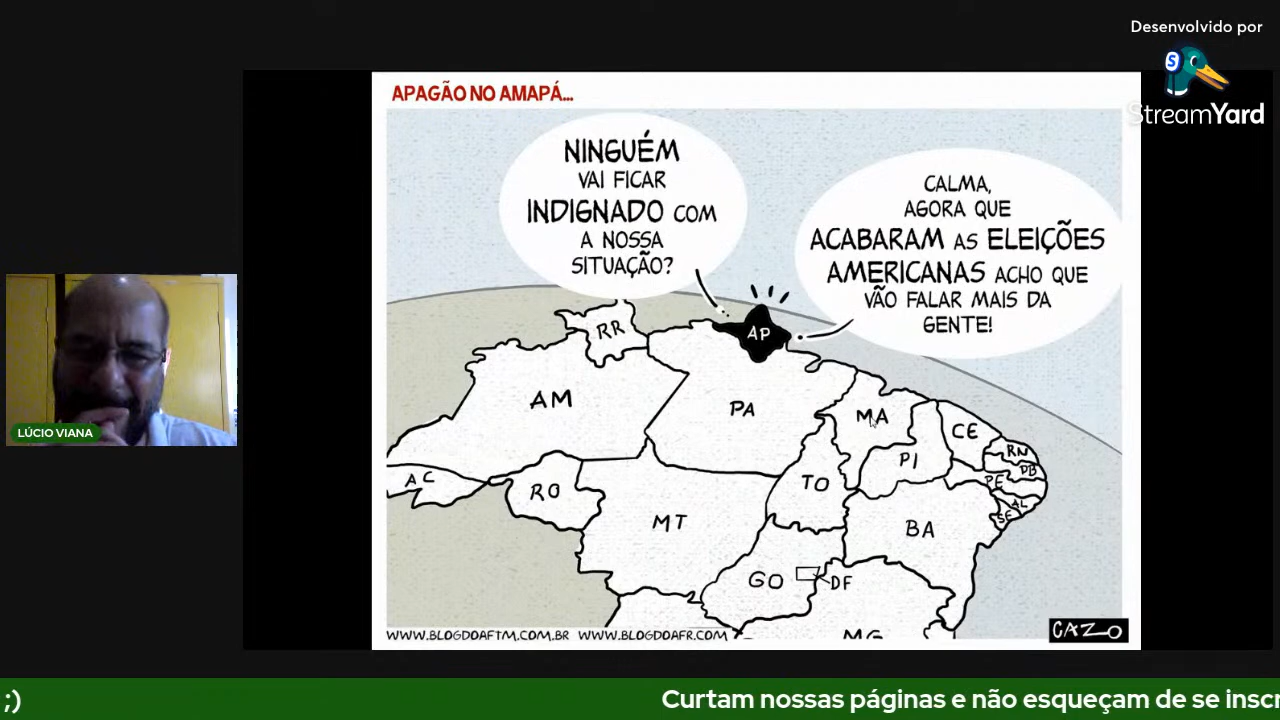 Desenvolvido por
StreamYard
APAGÃO NO AMAPÁ...
NINGUÉM
VAI FICAR
INDIGNADO COM
A NOSSA
SITUAÇÃO?
CALMA,
AGORA QUE
ACABARAM AS ELEIÇÕES
AMERICANAS ACHO QUE
VÃO FALAR MAIS DA
GENTE!
RR
AP
AM
PA
MA
CE
RN
PB
PI
PE
AL
SE
AC
RO
TO
MT
BA
GO
DF
MG
WWW.BLOGDOAFTM.COM.BR WWW.BLOGDOAFR.COM
CAZO
LÚCIO VIANA
;)
Curtam nossas páginas e não esqueçam de se inscr